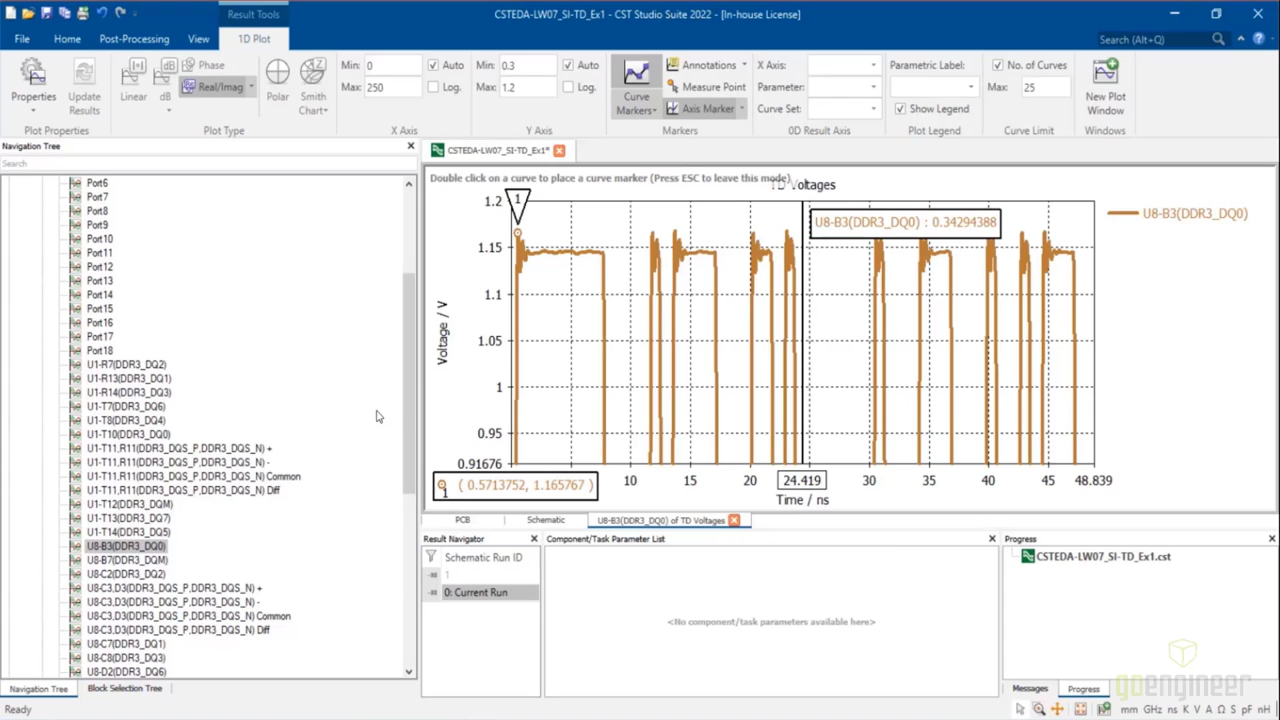 Result Tools
CSTEDA-LW07_SI-TD_Ex1 - CST Studio Suite 2022 - [In-house License]
File
Home
Post-Processing
View
1D Plot
Search (Alt+Q)
Properties
Update Results
Plot Properties
Linear
dB
Phase
Real/Imag
Polar
Smith Chart
Plot Type
Min: 0
Auto
Max: 250
Log.
X Axis
Min: 0.3
Auto
Max: 1.2
Log.
Y Axis
Curve Markers
Annotations
Measure Point
Axis Marker
Markers
X Axis:
Parameter:
Curve Set:
0D Result Axis
Parametric Label:
Show Legend
Plot Legend
No. of Curves
Max: 25
Curve Limit
New Plot Window
Windows
Navigation Tree
Search
Port6
Port7
Port8
Port9
Port10
Port11
Port12
Port13
Port14
Port15
Port16
Port17
Port18
U1-R7(DDR3_DQ2)
U1-R13(DDR3_DQ1)
U1-R14(DDR3_DQ3)
U1-T7(DDR3_DQ6)
U1-T8(DDR3_DQ4)
U1-T10(DDR3_DQ0)
U1-T11,R11(DDR3_DQS_P,DDR3_DQS_N) +
U1-T11,R11(DDR3_DQS_P,DDR3_DQS_N) -
U1-T11,R11(DDR3_DQS_P,DDR3_DQS_N) Common
U1-T11,R11(DDR3_DQS_P,DDR3_DQS_N) Diff
U1-T12(DDR3_DQM)
U1-T13(DDR3_DQ7)
U1-T14(DDR3_DQ5)
U8-B3(DDR3_DQ0)
U8-B7(DDR3_DQM)
U8-C2(DDR3_DQ2)
U8-C3,D3(DDR3_DQS_P,DDR3_DQS_N) +
U8-C3,D3(DDR3_DQS_P,DDR3_DQS_N) -
U8-C3,D3(DDR3_DQS_P,DDR3_DQS_N) Common
U8-C3,D3(DDR3_DQS_P,DDR3_DQS_N) Diff
U8-C7(DDR3_DQ1)
U8-C8(DDR3_DQ3)
U8-D2(DDR3_DQ6)
Navigation Tree
Block Selection Tree
CSTEDA-LW07_SI-TD_Ex1*
Double click on a curve to place a curve marker (Press ESC to leave this mode)
TD Voltages
1
U8-B3(DDR3_DQ0) : 0.34294388
U8-B3(DDR3_DQ0)
Voltage / V
1.2
1.15
1.1
1.05
1
0.95
0.91676
1 ( 0.5713752, 1.165767 )
10
15
20
24.419
30
35
40
45
48.839
Time / ns
PCB
Schematic
U8-B3(DDR3_DQ0) of TD Voltages
Result Navigator
Schematic Run ID
1
0: Current Run
Component/Task Parameter List
<No component/task parameters available here>
Progress
CSTEDA-LW07_SI-TD_Ex1.cst
Messages
Progress
goengineer
Ready
mm GHz ns K V A Ω S pF nH